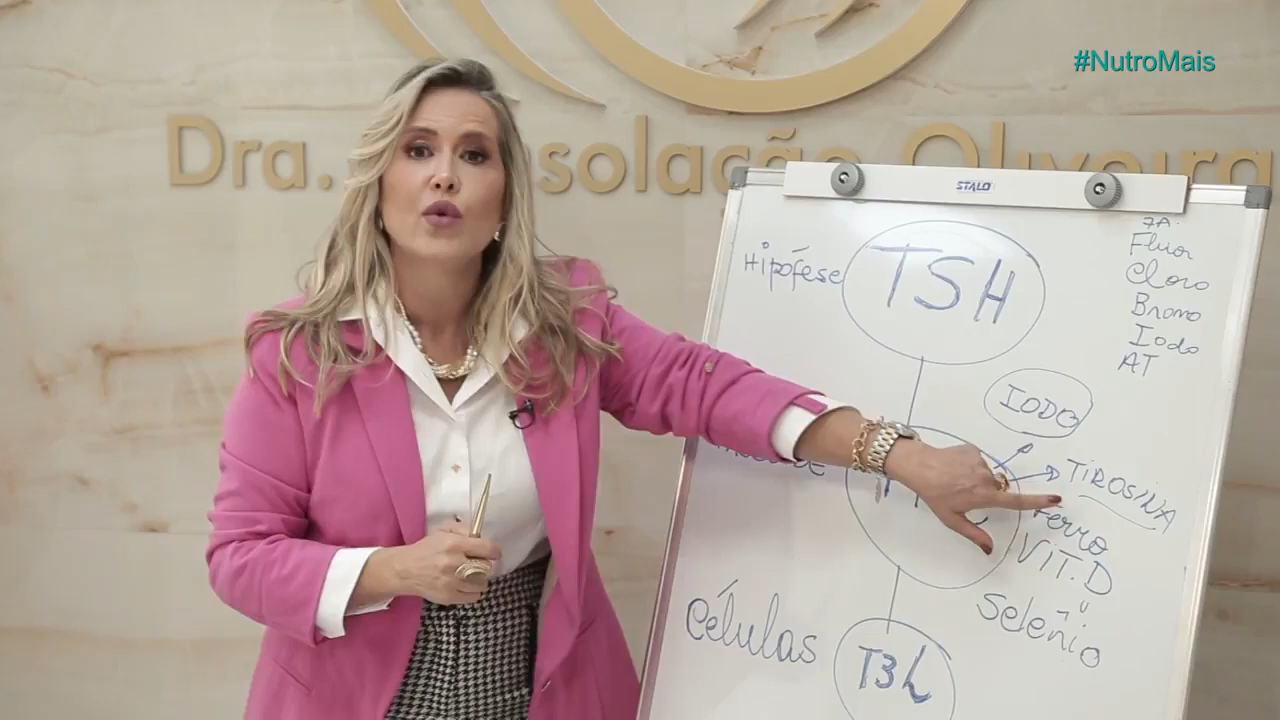 #NutroMais
Dra. solação Oliveira
STALO
Hipófese
TSH
7A.
Fluor
Cloro
Bromo
Iodo
AT
IODO
TIROSINA
Ferro
VIT. D
Selênio
Células
T3L